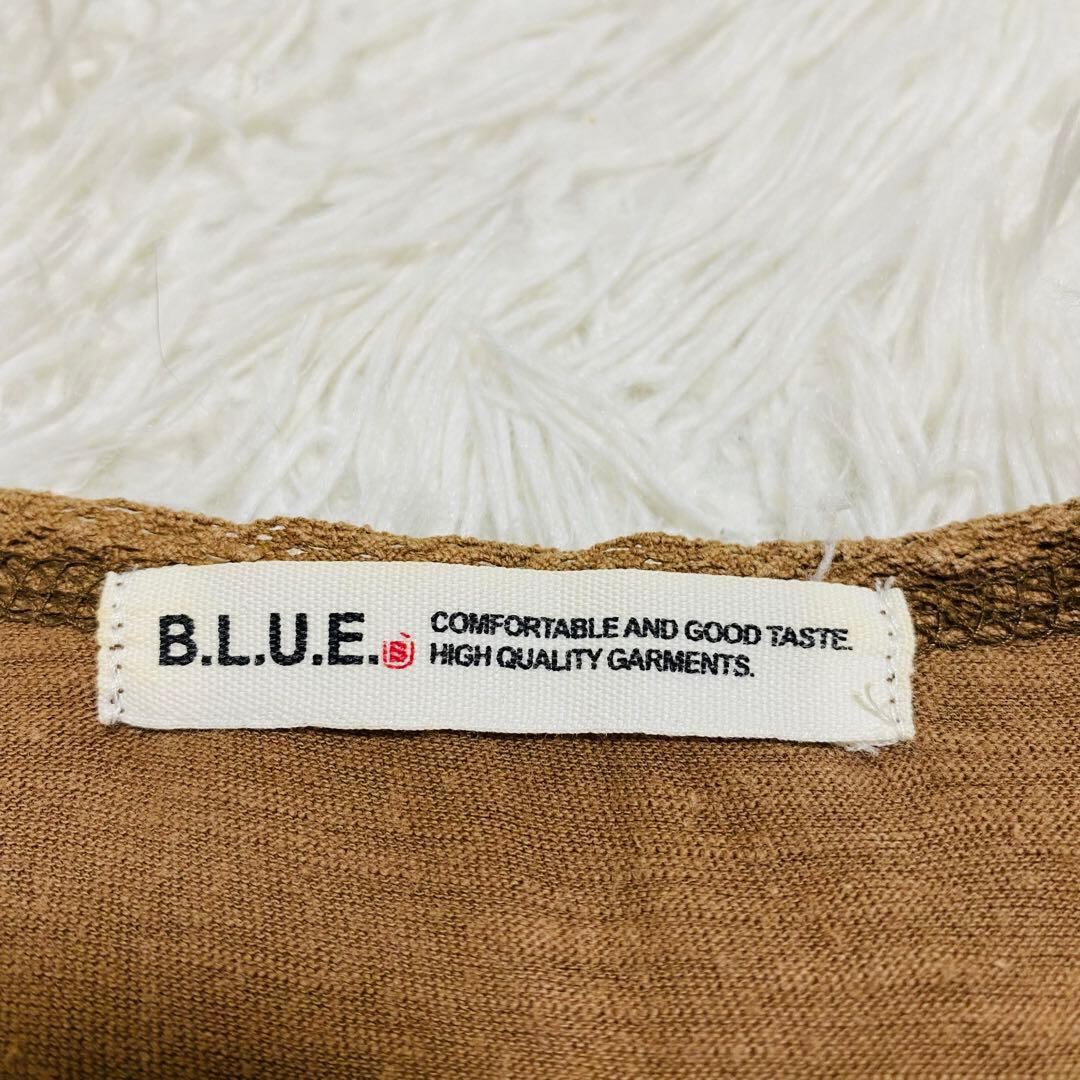 B.L.U.E. B
COMFORTABLE AND GOOD TASTE.
HIGH QUALITY GARMENTS.